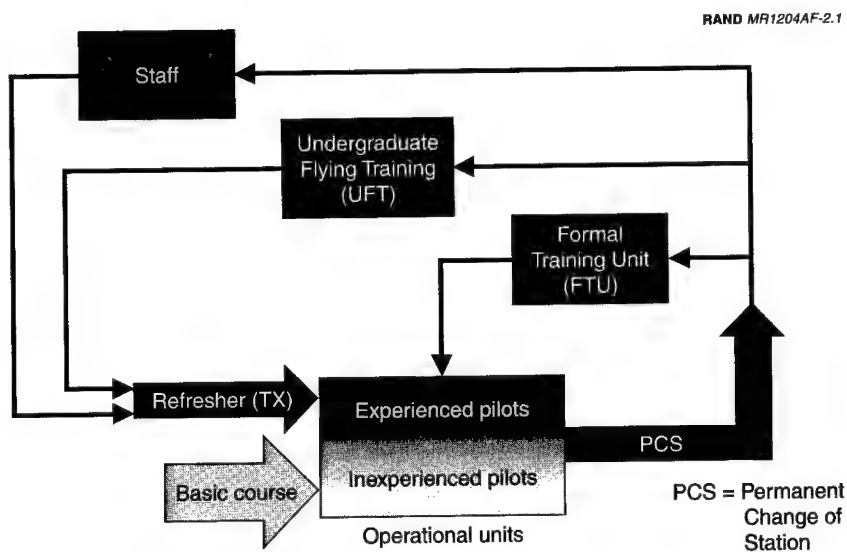 RAND MR1204AF-2.1
Staff
Undergraduate
Flying Training
(UFT)
Formal
Training Unit
(FTU)
Refresher (TX)
Experienced pilots
PCS
Basic course
Inexperienced pilots
Operational units
PCS = Permanent
Change of
Station